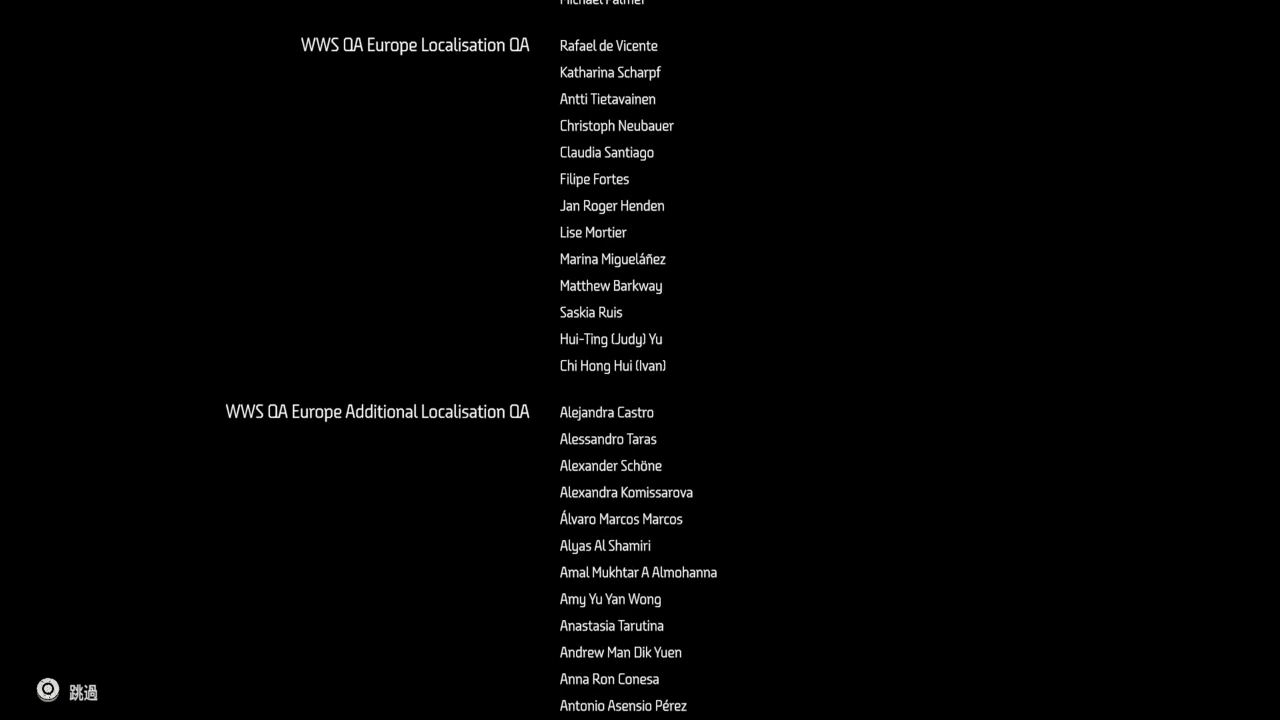 Michael Palmer
WWS QA Europe Localisation QA Rafael de Vicente
Katharina Scharpf
Antti Tietavainen
Christoph Neubauer
Claudia Santiago
Filipe Fortes
Jan Roger Henden
Lise Mortier
Marina Migueláñez
Matthew Barkway
Saskia Ruis
Hui-Ting (Judy) Yu
Chi Hong Hui (Ivan)
WWS QA Europe Additional Localisation QA Alejandra Castro
Alessandro Taras
Alexander Schöne
Alexandra Komissarova
Álvaro Marcos Marcos
Alyas Al Shamiri
Amal Mukhtar A Almohanna
Amy Yu Yan Wong
Anastasia Tarutina
Andrew Man Dik Yuen
Anna Ron Conesa
Antonio Asensio Pérez
跳過